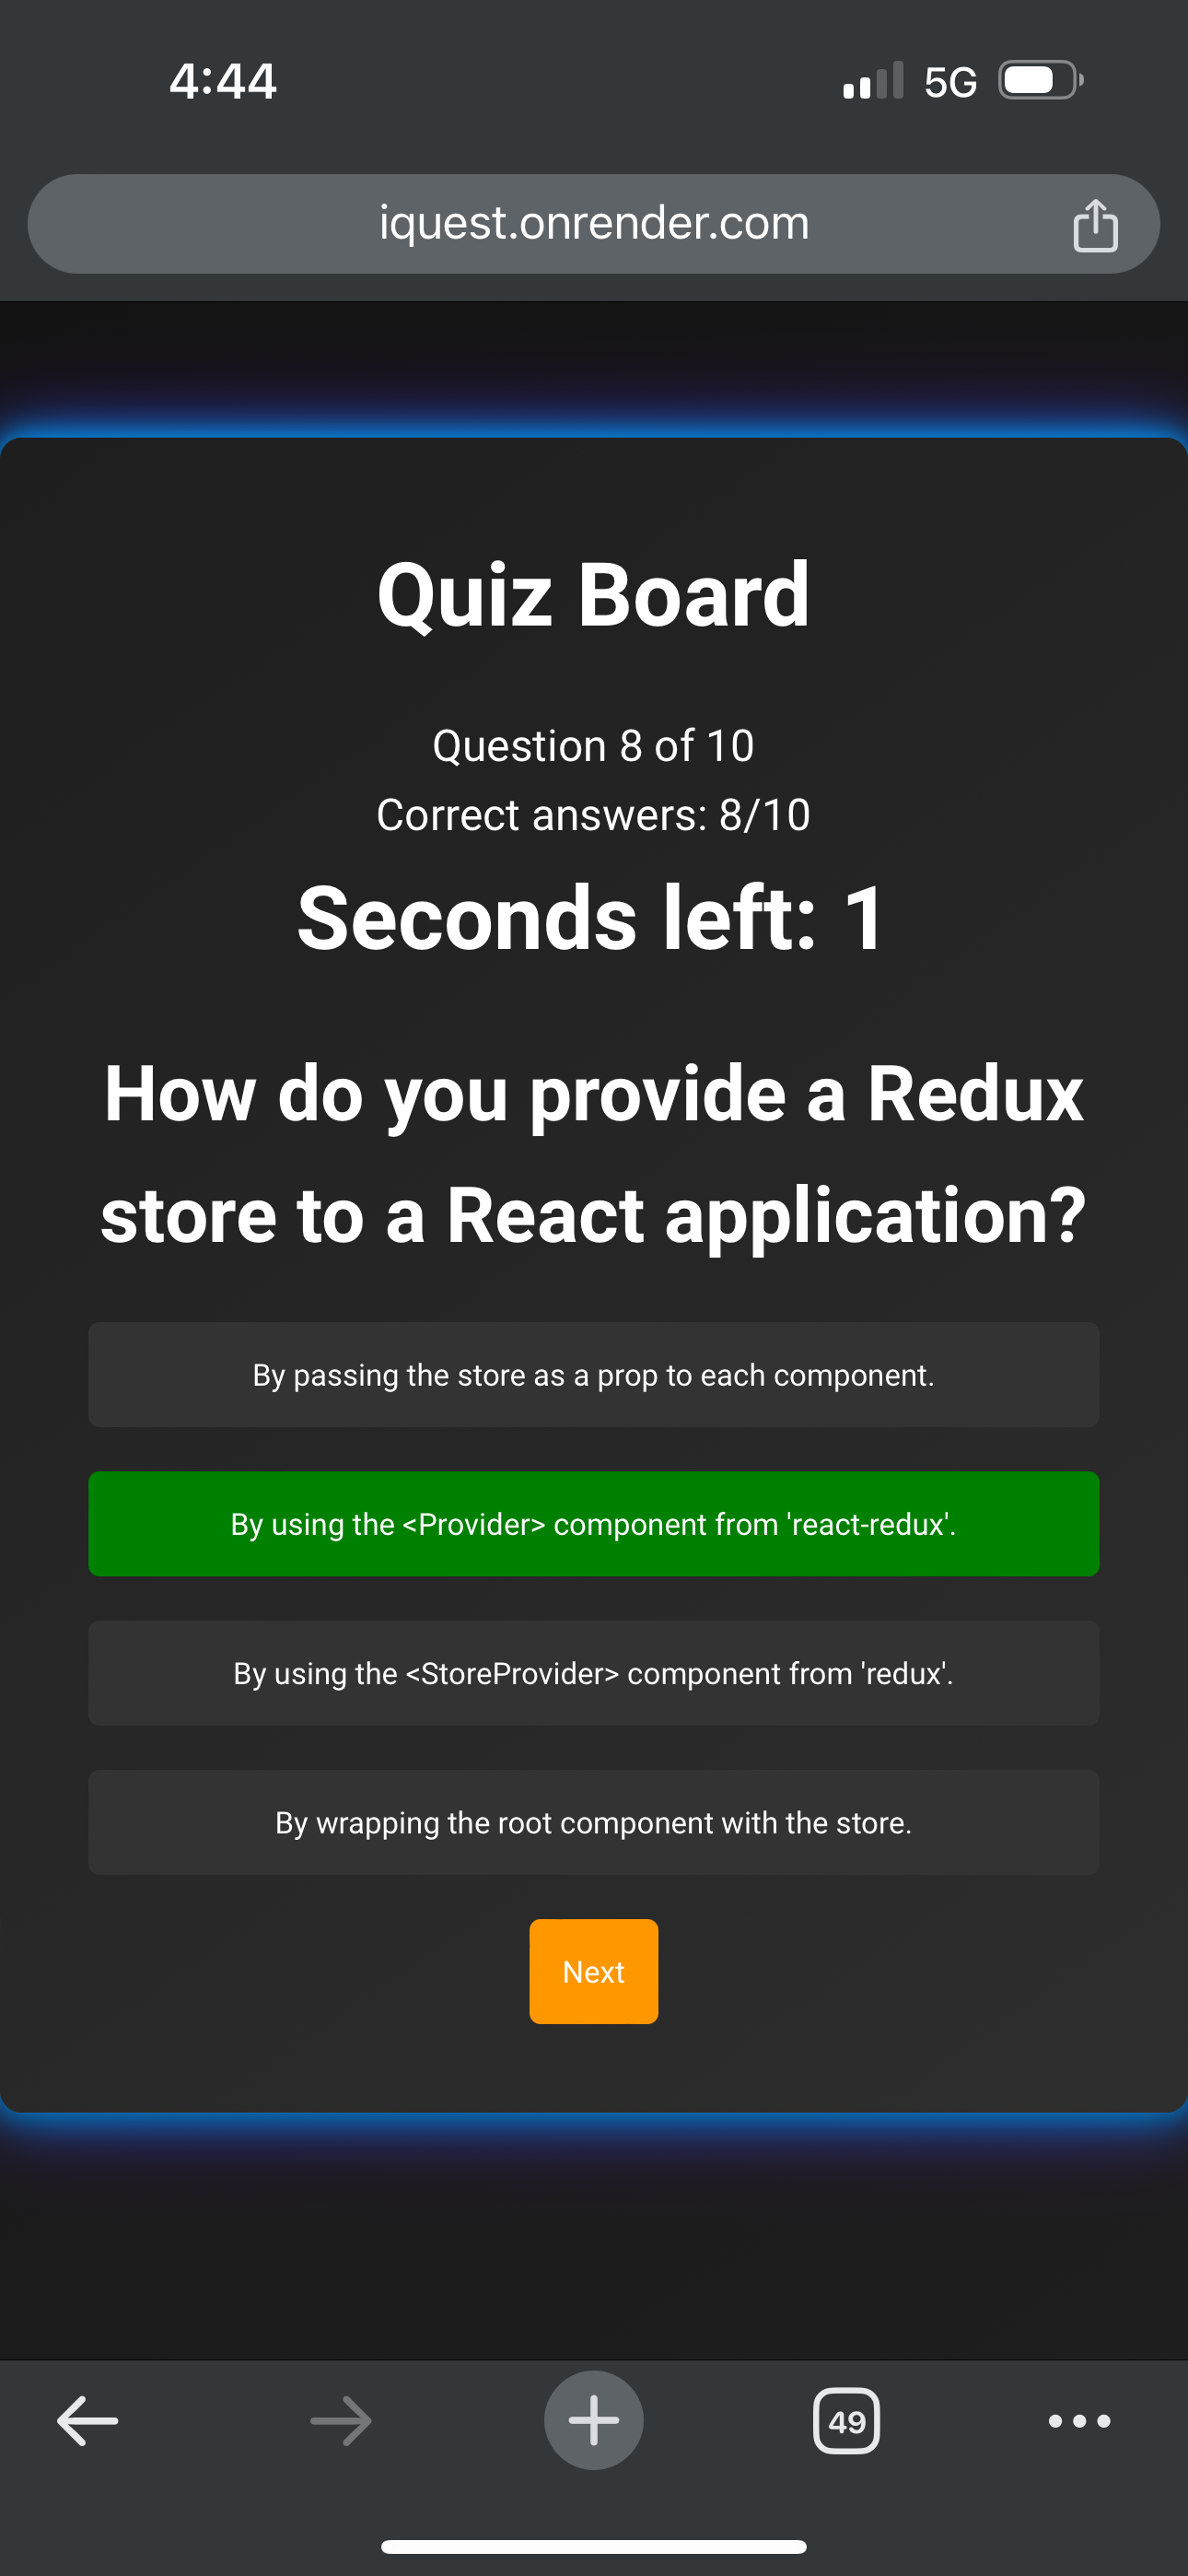 4:44
5G
iquest.onrender.com
Quiz Board
Question 8 of 10
Correct answers: 8/10
Seconds left: 1
How do you provide a Redux
store to a React application?
By passing the store as a prop to each component.
By using the <Provider> component from 'react-redux'.
By using the <StoreProvider> component from 'redux'.
By wrapping the root component with the store.
Next
49